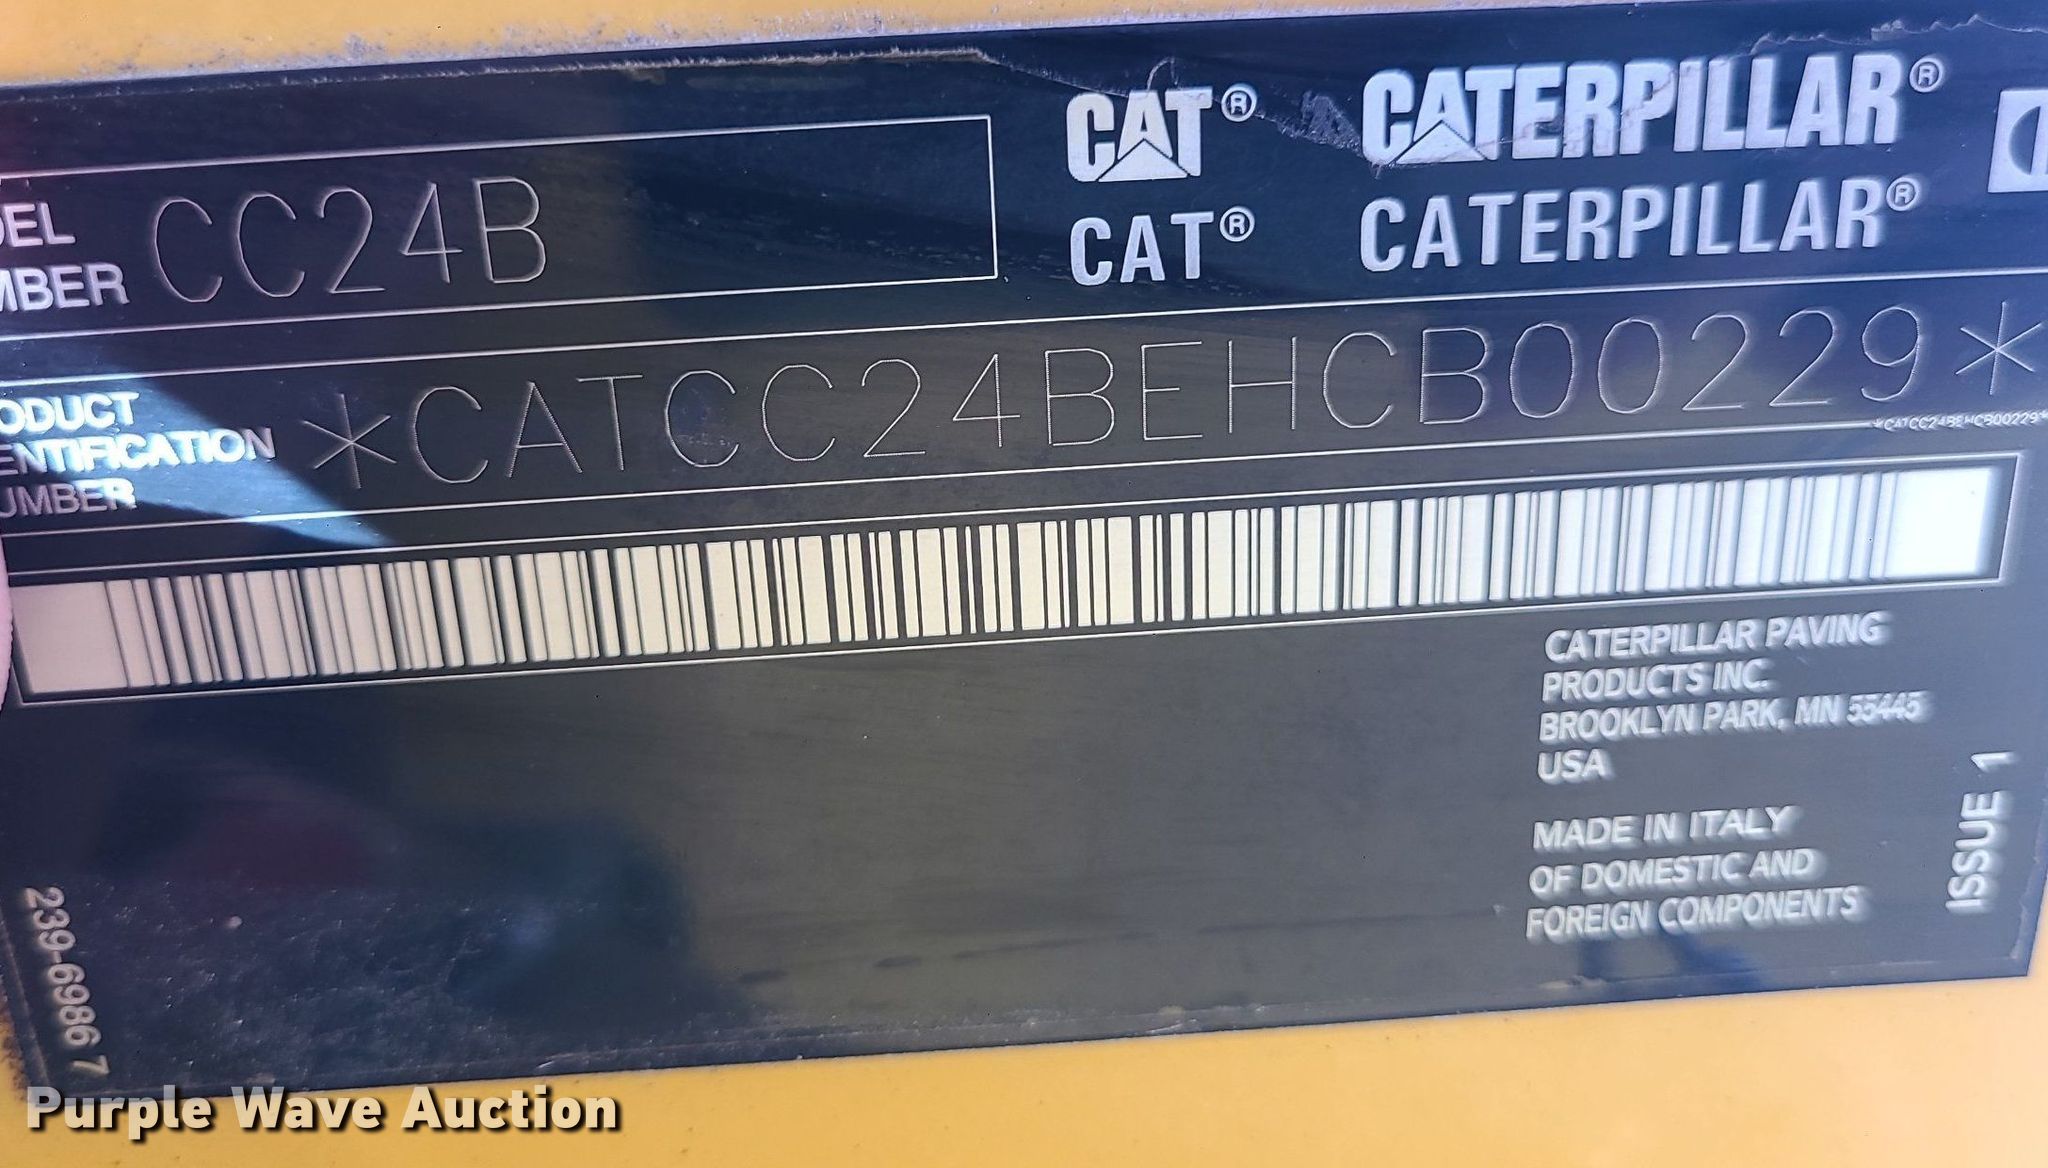 CAT® CATERPILLAR®
DEL
MBER CC24B
CAT® CATERPILLAR®
ODUCT
ENTIFICATION
UMBER *CATCC24BEHCB00229*
*CATCC24BEHCB00229*
CATERPILLAR PAVING
PRODUCTS INC.
BROOKLYN PARK, MN 55445
USA
MADE IN ITALY
OF DOMESTIC AND
FOREIGN COMPONENTS
ISSUE 1
239-6986 7
Purple Wave Auction